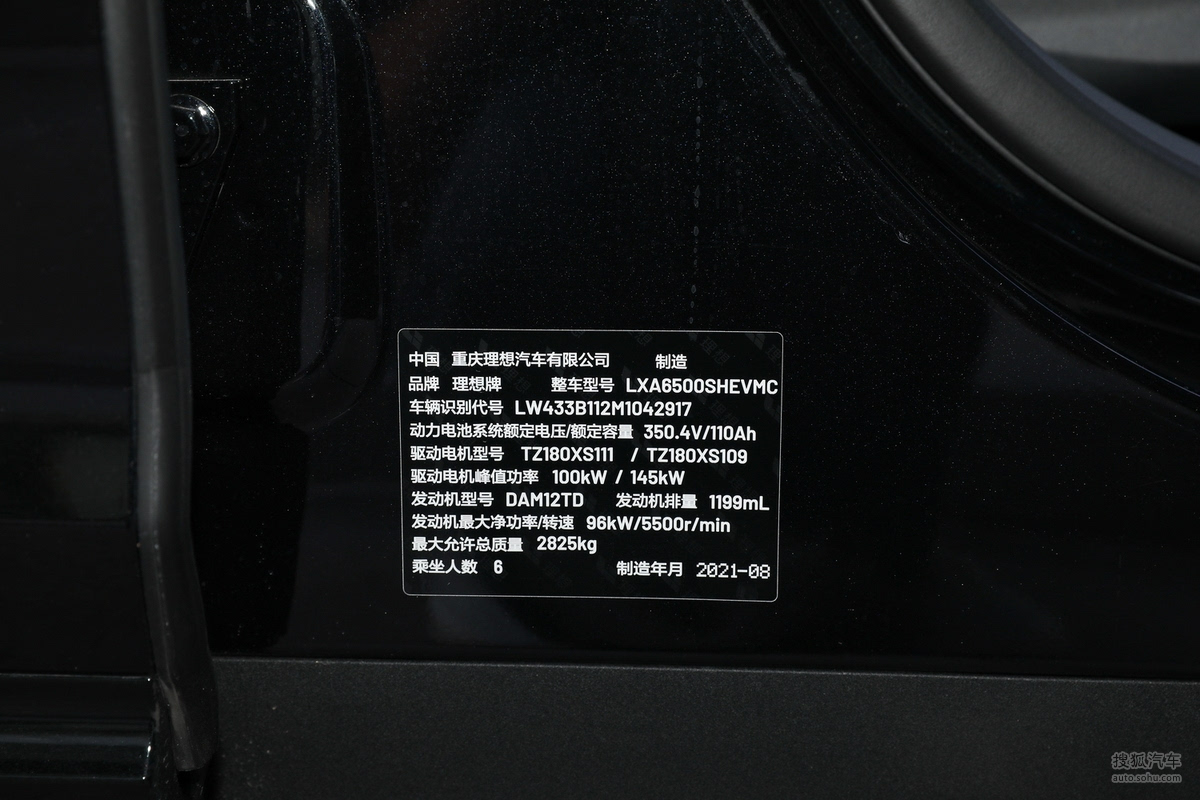 中国 重庆理想汽车有限公司 制造
品牌 理想牌 整车型号 LXA6500SHEVMC
车辆识别代号 LW433B112M1042917
动力电池系统额定电压/额定容量 350.4V/110Ah
驱动电机型号 TZ180XS111 / TZ180XS109
驱动电机峰值功率 100kW / 145kW
发动机型号 DAM12TD 发动机排量 1199mL
发动机最大净功率/转速 96kW/5500r/min
最大允许总质量 2825kg
乘坐人数 6 制造年月 2021-08
搜狐汽车
auto.sohu.com